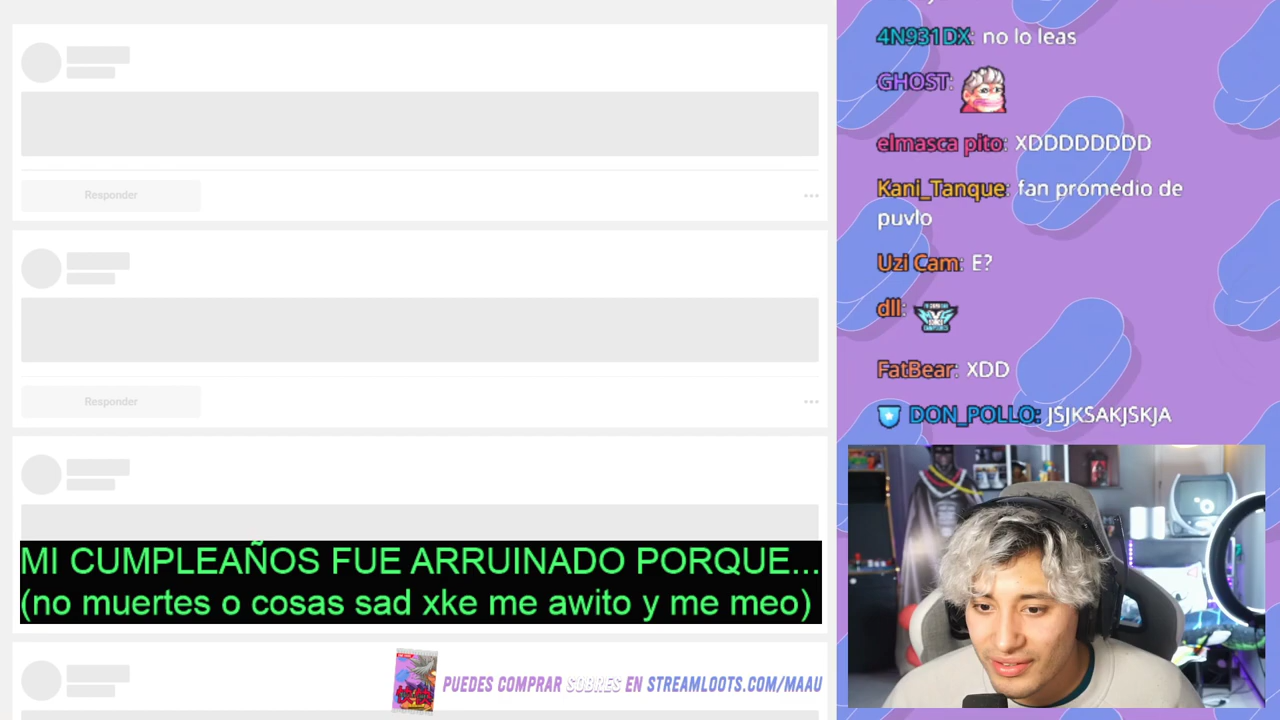 Responder
Responder
MI CUMPLEAÑOS FUE ARRUINADO PORQUE...
(no muertes o cosas sad xke me awito y me meo)
PUEDES COMPRAR SOBRES EN STREAMLOOTS.COM/MAAU
4N931DX: no lo leas
GHOST:
elmasca pito: XDDDDDDDD
Kani_Tanque: fan promedio de
puvlo
Uzi Cam: E?
dll:
FatBear: XDD
DON_POLLO: JSJKSAKJSKJA